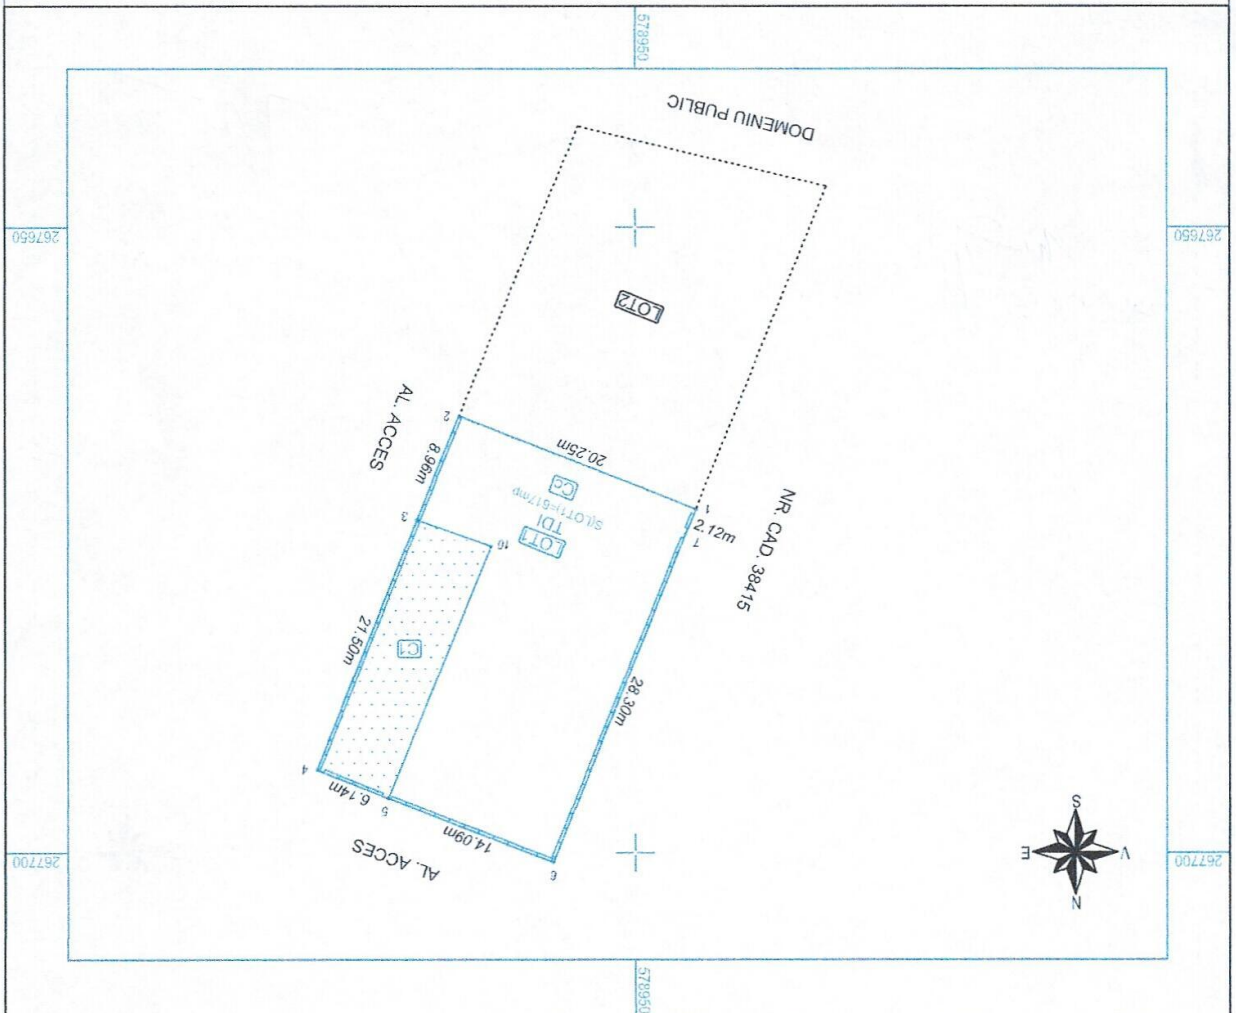 578950
N
V
E
S
267700
267700
6
AL. ACCES
14.09m
5
6.14m
4
28.30m
C1
21.50m
NR. CAD. 38415
7
2.12m
1
LOT1
TDI
S(LOT1)=617mp
Cc
10
3
20.25m
8.96m
2
AL. ACCES
LOT2
267650
267650
DOMENIU PUBLIC
578950